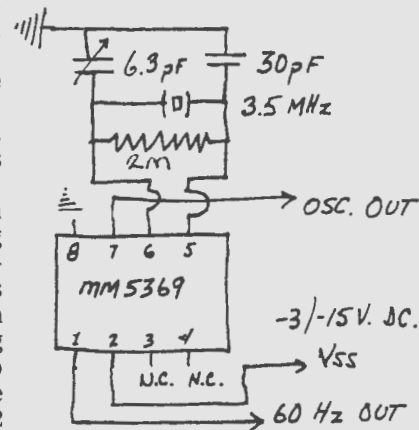 6.3pF
30pF
3.5 MHz
2M
OSC. OUT
8 7 6 5
MM5369
-3/-15V. DC.
1 2 3 4
VSS
N.C. N.C.
60 Hz OUT